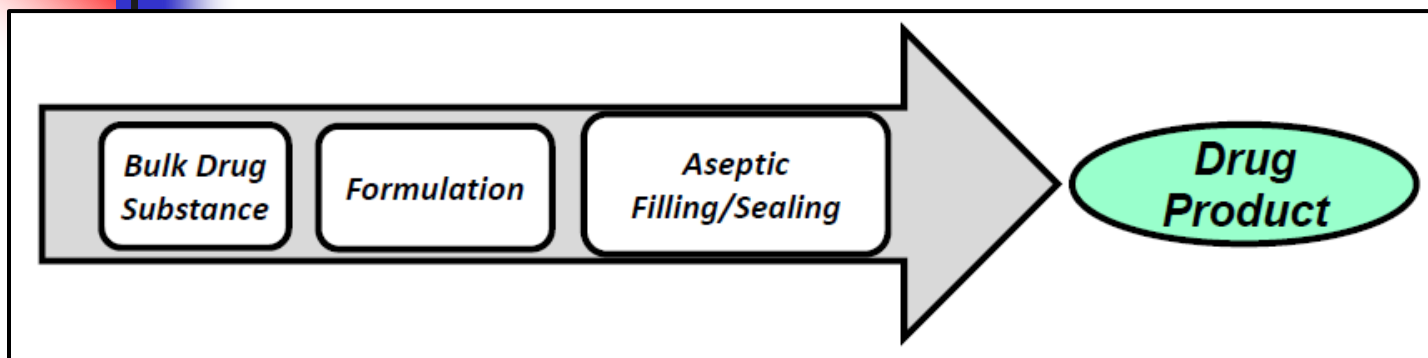 Bulk Drug
Substance
Formulation
Aseptic
Filling/Sealing
Drug
Product